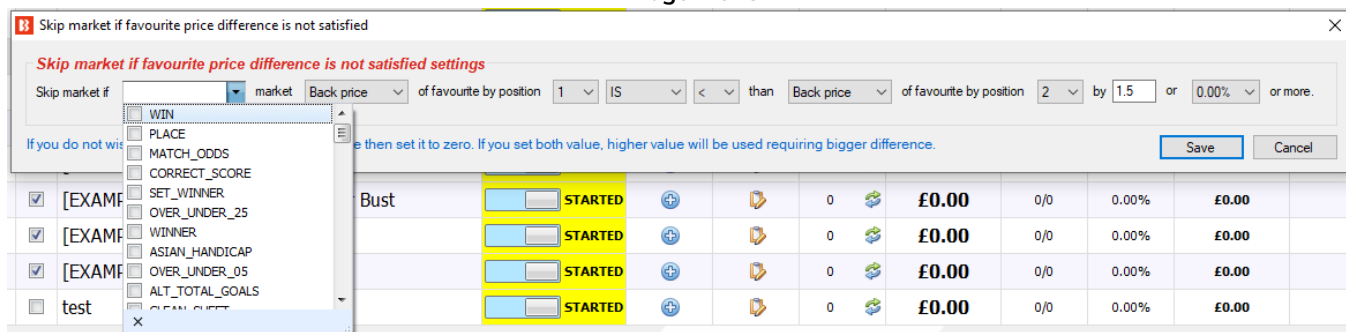 Skip market if favourite price difference is not satisfied
Skip market if favourite price difference is not satisfied settings
Skip market if market Back price of favourite by position 1 IS < than Back price of favourite by position 2 by 1.5 or 0.00% or more.
WIN
PLACE
MATCH_ODDS
CORRECT_SCORE
SET_WINNER
OVER_UNDER_25
WINNER
ASIAN_HANDICAP
OVER_UNDER_05
ALT_TOTAL_GOALS
If you do not wis e then set it to zero. If you set both value, higher value will be used requiring bigger difference.
Save Cancel
[EXAMP Bust STARTED 0 £0.00 0/0 0.00% £0.00
[EXAMP STARTED 0 £0.00 0/0 0.00% £0.00
[EXAMP STARTED 0 £0.00 0/0 0.00% £0.00
test STARTED 0 £0.00 0/0 0.00% £0.00